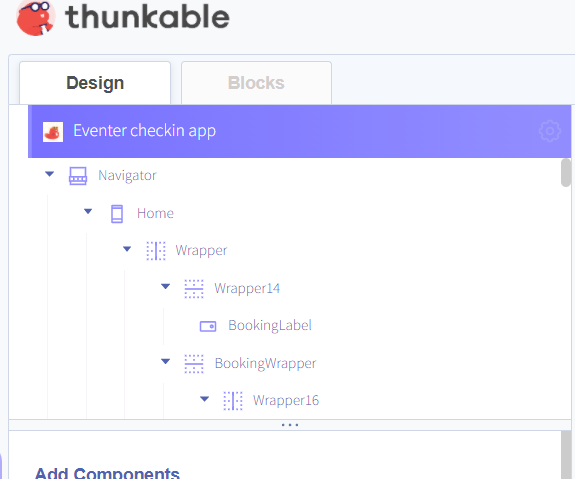 thunkable
Design Blocks
Eventer checkin app
Navigator
Home
Wrapper
Wrapper14
BookingLabel
BookingWrapper
Wrapper16
Add Components